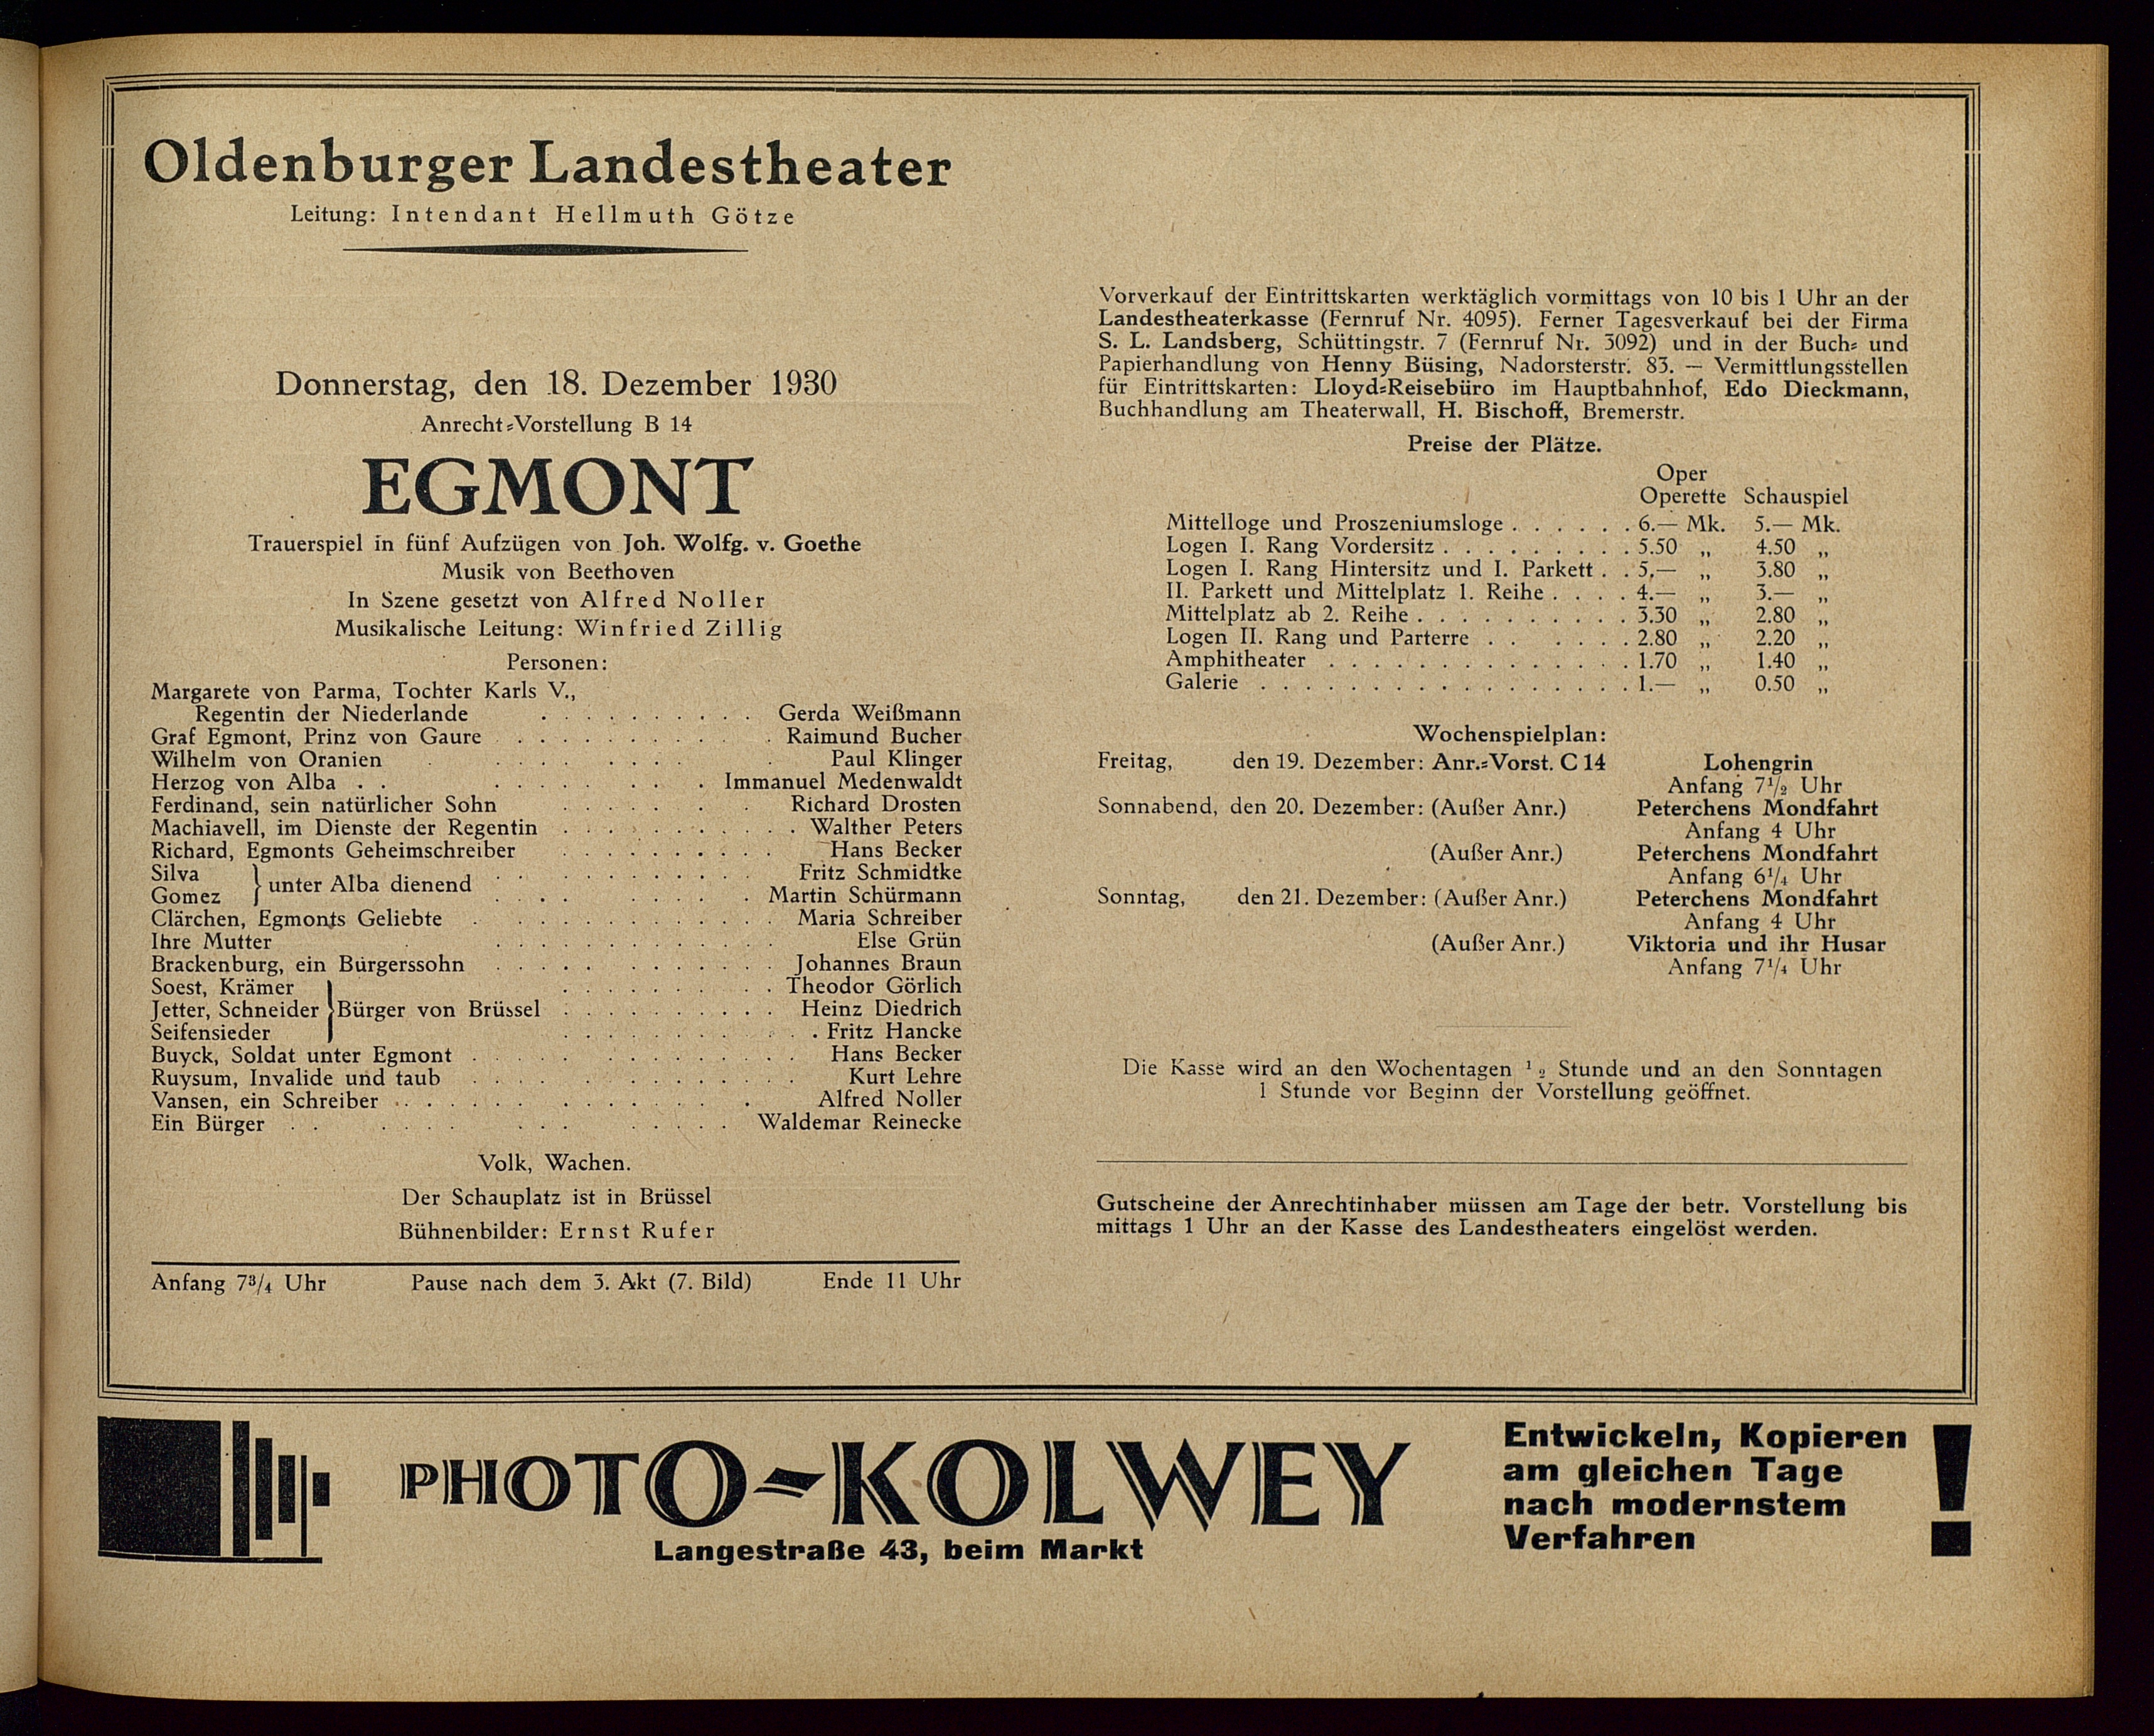 Oldenburger Landestheater
Leitung: Intendant Hellmuth Götze
Donnerstag, den 18. Dezember 1930
Anrecht-Vorstellung B 14
EGMONT
Trauerspiel in fünf Aufzügen von Joh. Wolfg. v. Goethe
Musik von Beethoven
In Szene gesetzt von Alfred Noller
Musikalische Leitung: Winfried Zillig
Personen:
Margarete von Parma, Tochter Karls V.,
Regentin der Niederlande . . . . . . . . . . Gerda Weißmann
Graf Egmont, Prinz von Gaure . . . . . . . . . . Raimund Bucher
Wilhelm von Oranien . . . . . . . . . . Paul Klinger
Herzog von Alba . . . . . . . . . . Immanuel Medenwaldt
Ferdinand, sein natürlicher Sohn . . . . . . . Richard Drosten
Machiavell, im Dienste der Regentin . . . . . . . . . . Walther Peters
Richard, Egmonts Geheimschreiber . . . . . . . . . . Hans Becker
Silva } unter Alba dienend . . . . . . . . . . Fritz Schmidtke
Gomez } . . . . . . . . . . Martin Schürmann
Clärchen, Egmonts Geliebte . . . . . . . . . . Maria Schreiber
Ihre Mutter . . . . . . . . . . Else Grün
Brackenburg, ein Bürgerssohn . . . . . . . . . . Johannes Braun
Soest, Krämer } . . . . . . . . . . Theodor Görlich
Jetter, Schneider } Bürger von Brüssel . . . . . . . . . . Heinz Diedrich
Seifensieder } . . . . . . . . . . Fritz Hancke
Buyck, Soldat unter Egmont . . . . . . . . . . Hans Becker
Ruysum, Invalide und taub . . . . . . . . . . Kurt Lehre
Vansen, ein Schreiber . . . . . . . . . . Alfred Noller
Ein Bürger . . . . . . . . . . Waldemar Reinecke
Volk, Wachen.
Der Schauplatz ist in Brüssel
Bühnenbilder: Ernst Rufer
Anfang 7¾ Uhr Pause nach dem 3. Akt (7. Bild) Ende 11 Uhr
Vorverkauf der Eintrittskarten werktäglich vormittags von 10 bis 1 Uhr an der
Landestheaterkasse (Fernruf Nr. 4095). Ferner Tagesverkauf bei der Firma
S. L. Landsberg, Schüttingstr. 7 (Fernruf Nr. 3092) und in der Buch- und
Papierhandlung von Henny Büsing, Nadorsterstr. 83. — Vermittlungsstellen
für Eintrittskarten: Lloyd-Reisebüro im Hauptbahnhof, Edo Dieckmann,
Buchhandlung am Theaterwall, H. Bischoff, Bremerstr.
Preise der Plätze.
Oper
Operette Schauspiel
Mittelloge und Proszeniumsloge . . . . . . 6.— Mk. 5.— Mk.
Logen I. Rang Vordersitz . . . . . . . . . 5.50 „ 4.50 „
Logen I. Rang Hintersitz und I. Parkett . . 5.— „ 3.80 „
II. Parkett und Mittelplatz 1. Reihe . . . . 4.— „ 3.— „
Mittelplatz ab 2. Reihe . . . . . . . . . . 3.30 „ 2.80 „
Logen II. Rang und Parterre . . . . . . 2.80 „ 2.20 „
Amphitheater . . . . . . . . . . . . . . 1.70 „ 1.40 „
Galerie . . . . . . . . . . . . . . . . . 1.— „ 0.50 „
Wochenspielplan:
Freitag, den 19. Dezember: Anr.-Vorst. C 14 Lohengrin
Anfang 7½ Uhr
Sonnabend, den 20. Dezember: (Außer Anr.) Peterchens Mondfahrt
Anfang 4 Uhr
(Außer Anr.) Peterchens Mondfahrt
Anfang 6¼ Uhr
Sonntag, den 21. Dezember: (Außer Anr.) Peterchens Mondfahrt
Anfang 4 Uhr
(Außer Anr.) Viktoria und ihr Husar
Anfang 7¼ Uhr
Die Kasse wird an den Wochentagen ½ Stunde und an den Sonntagen
1 Stunde vor Beginn der Vorstellung geöffnet.
Gutscheine der Anrechtinhaber müssen am Tage der betr. Vorstellung bis
mittags 1 Uhr an der Kasse des Landestheaters eingelöst werden.
PHOTO-KOLWEY
Langestraße 43, beim Markt
Entwickeln, Kopieren
am gleichen Tage
nach modernstem
Verfahren !